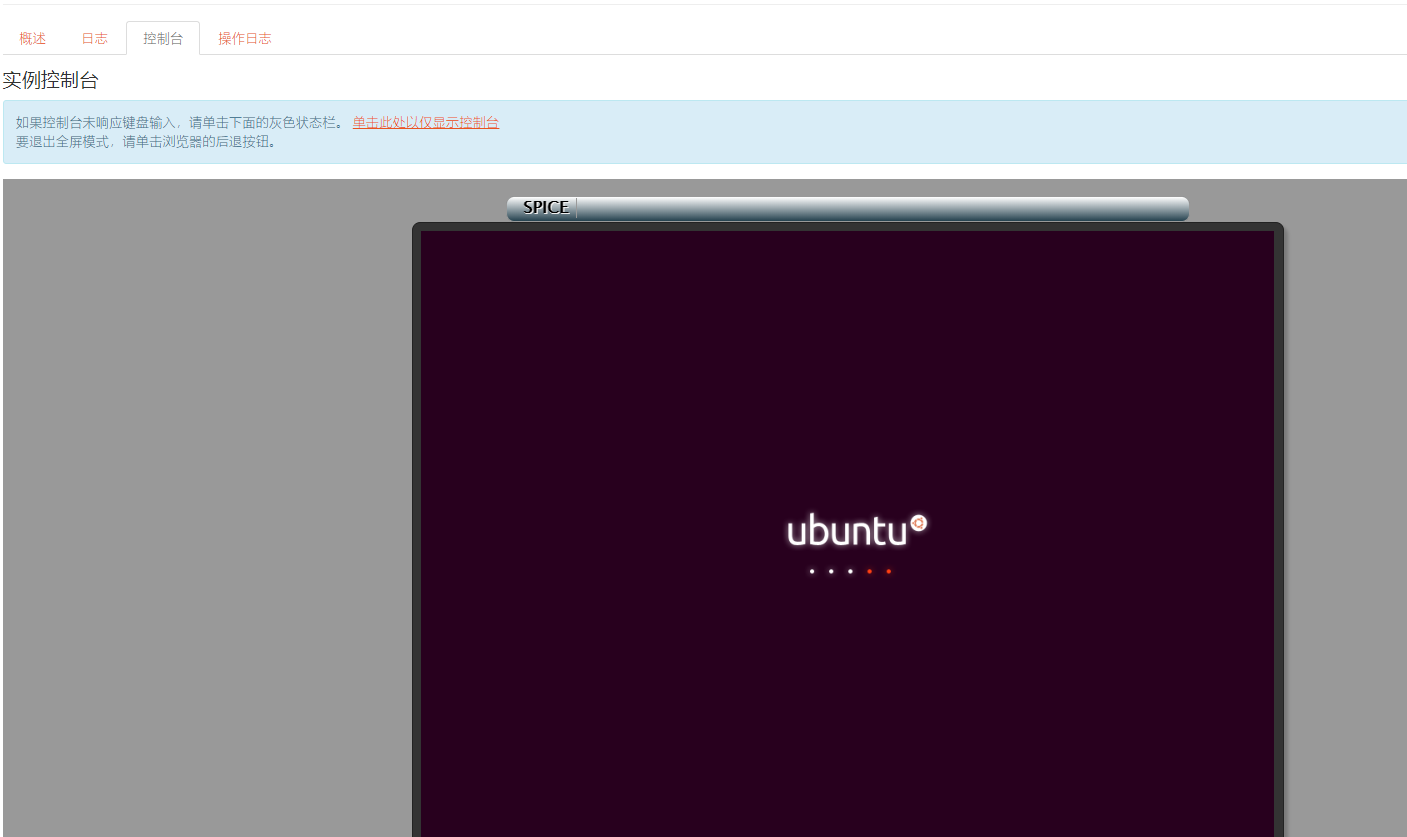 概述 日志 控制台 操作日志
实例控制台
如果控制台未响应键盘输入，请单击下面的灰色状态栏。 单击此处以仅显示控制台
要退出全屏模式，请单击浏览器的后退按钮。
SPICE
ubuntu